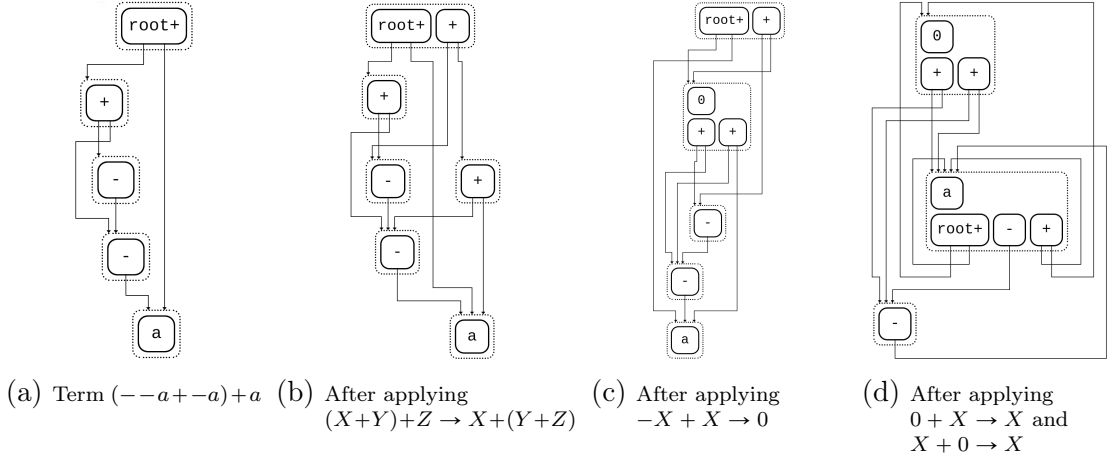 root+
+
-
-
a
(a) Term (−−a+−a)+a
root+ +
+
-
+
-
a
(b) After applying
(X+Y)+Z → X+(Y+Z)
root+ +
0
+ +
-
-
a
(c) After applying
−X + X → 0
0
+ +
a
root+ - +
-
(d) After applying
0 + X → X and
X + 0 → X